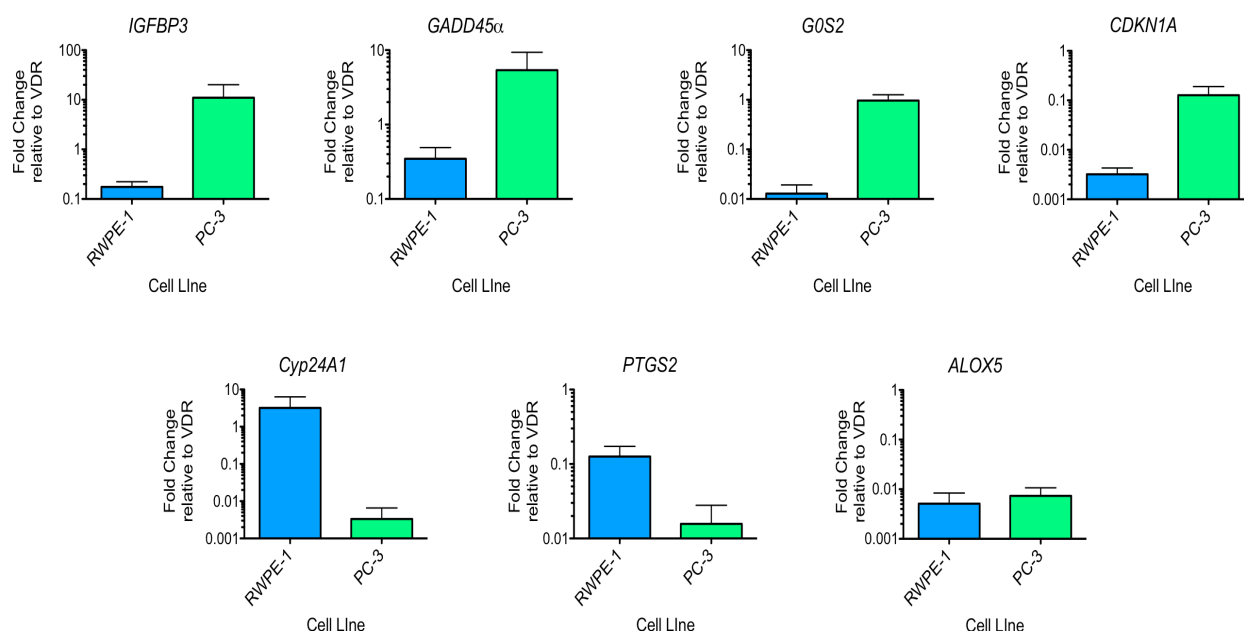 IGFBP3
Fold Change
relative to VDR
100
10
1
0.1
RWPE-1
PC-3
Cell LIne
GADD45α
Fold Change
relative to VDR
10
1
0.1
RWPE-1
PC-3
Cell LIne
G0S2
Fold Change
relative to VDR
10
1
0.1
0.01
RWPE-1
PC-3
Cell LIne
CDKN1A
Fold Change
relative to VDR
1
0.1
0.01
0.001
RWPE-1
PC-3
Cell LIne
Cyp24A1
Fold Change
relative to VDR
10
1
0.1
0.01
0.001
RWPE-1
PC-3
Cell LIne
PTGS2
Fold Change
relative to VDR
1
0.1
0.01
RWPE-1
PC-3
Cell LIne
ALOX5
Fold Change
relative to VDR
1
0.1
0.01
0.001
RWPE-1
PC-3
Cell LIne